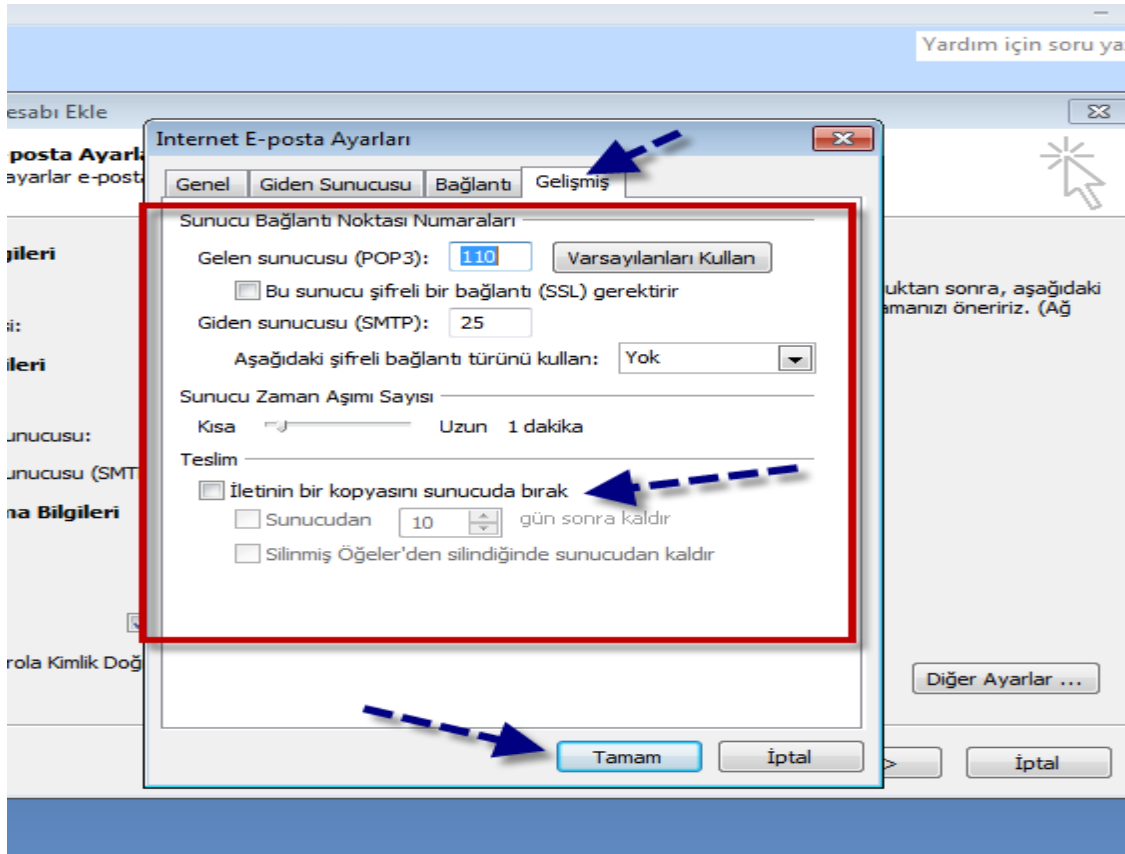 Yardım için soru ya
esabı Ekle
posta Ayarla
ayarlar e-posta
Internet E-posta Ayarları
Genel
Giden Sunucusu
Bağlantı
Gelişmiş
Sunucu Bağlantı Noktası Numaraları
Gelen sunucusu (POP3): 110 Varsayılanları Kullan
Bu sunucu şifreli bir bağlantı (SSL) gerektirir
Giden sunucusu (SMTP): 25
Aşağıdaki şifreli bağlantı türünü kullan: Yok
Sunucu Zaman Aşımı Sayısı
Kısa Uzun 1 dakika
Teslim
İletinin bir kopyasını sunucuda bırak
Sunucudan 10 gün sonra kaldır
Silinmiş Öğeler'den silindiğinde sunucudan kaldır
Tamam
İptal
gileri
si:
ileri
unucusu:
unucusu (SMT
na Bilgileri
rola Kimlik Doğ
uktan sonra, aşağıdaki
amanızı öneririz. (Ağ
Diğer Ayarlar ...
>
İptal